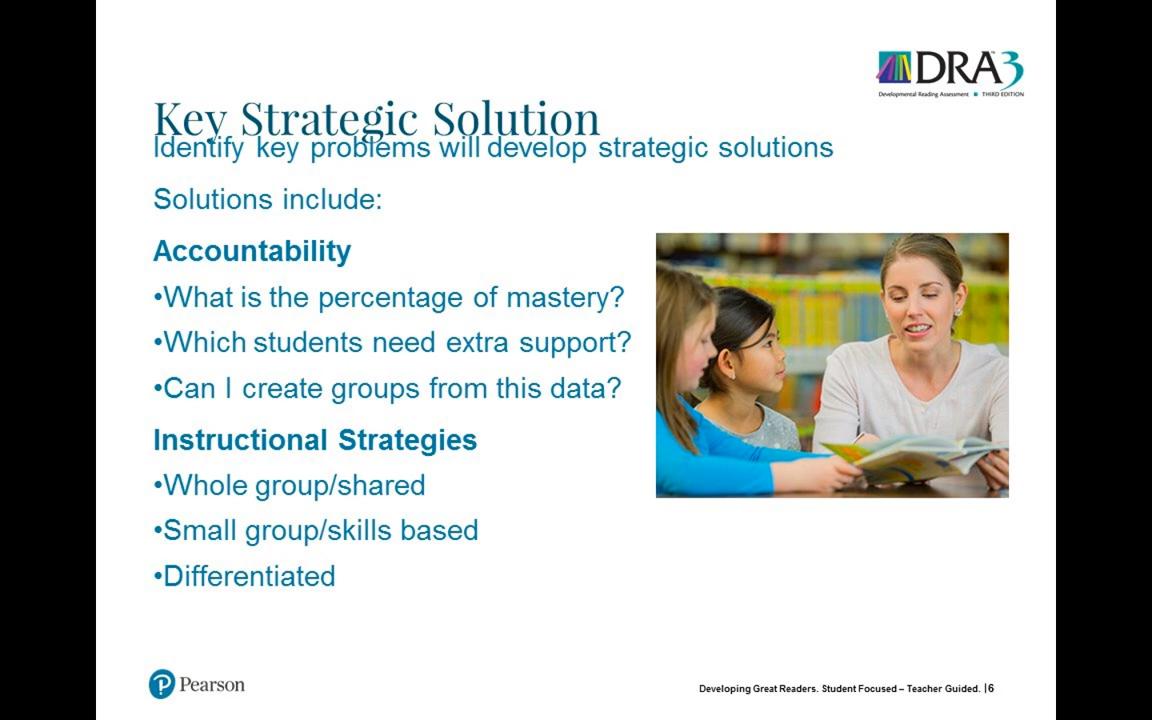 DRA3™
Developmental Reading Assessment ■ THIRD EDITION
Key Strategic Solution
Identify key problems will develop strategic solutions
Solutions include:
Accountability
•What is the percentage of mastery?
•Which students need extra support?
•Can I create groups from this data?
Instructional Strategies
•Whole group/shared
•Small group/skills based
•Differentiated
P Pearson
Developing Great Readers. Student Focused – Teacher Guided. |6